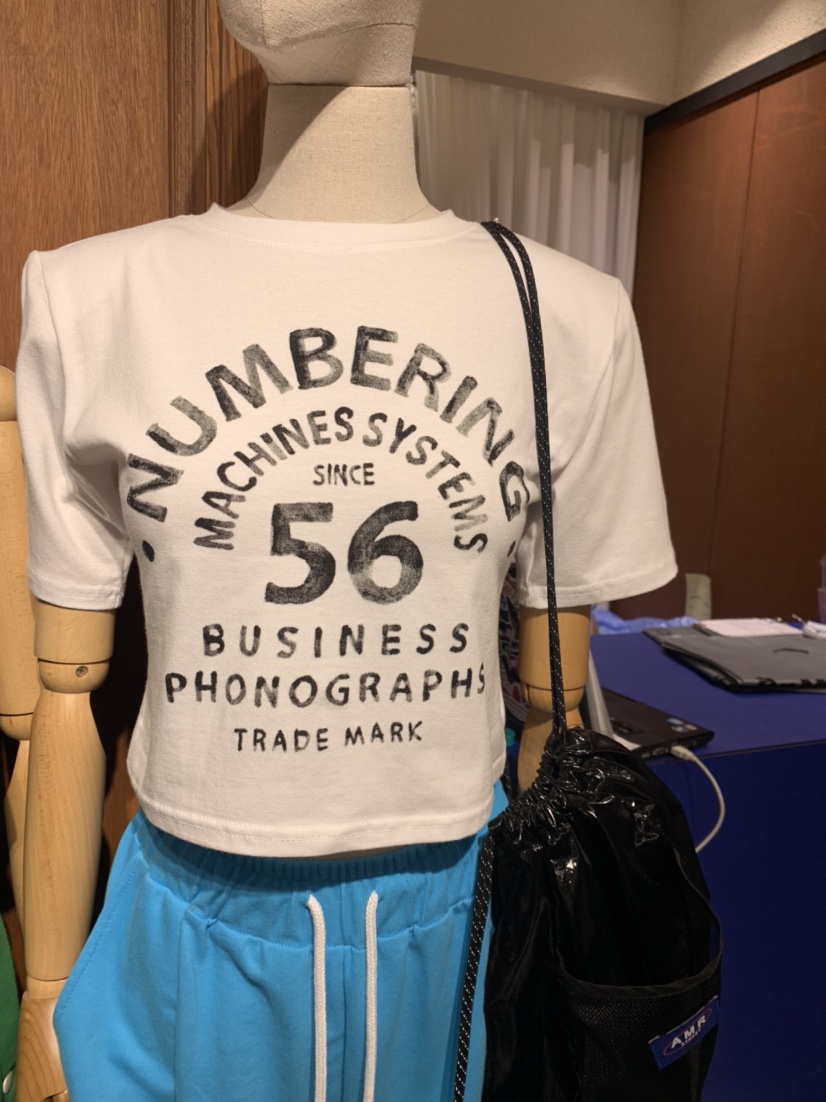 NUMBERING
MACHINES SYSTEMS
SINCE
56
BUSINESS
PHONOGRAPHS
TRADE MARK
A.M.R